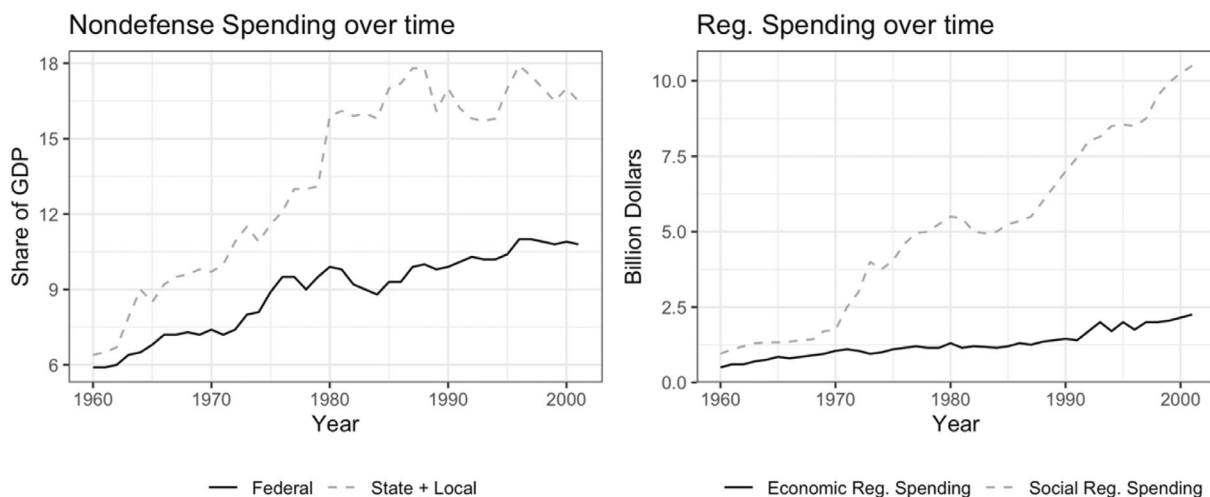 Nondefense Spending over time
18
15
12
9
6
Share of GDP
1960 1970 1980 1990 2000
Year
Federal State + Local
Reg. Spending over time
10.0
7.5
5.0
2.5
0.0
Billion Dollars
1960 1970 1980 1990 2000
Year
Economic Reg. Spending Social Reg. Spending